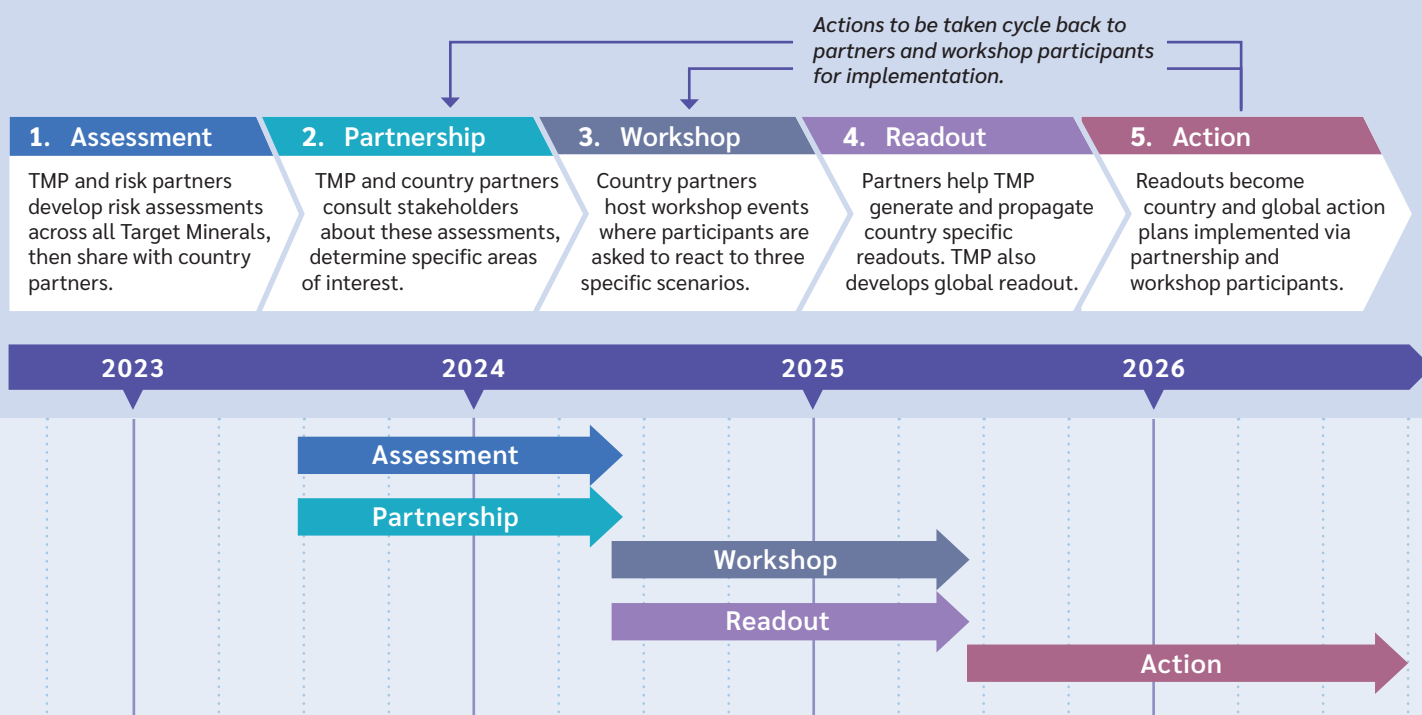 Actions to be taken cycle back to
partners and workshop participants
for implementation.
1. Assessment
TMP and risk partners
develop risk assessments
across all Target Minerals,
then share with country
partners.
2. Partnership
TMP and country partners
consult stakeholders
about these assessments,
determine specific areas
of interest.
3. Workshop
Country partners
host workshop events
where participants are
asked to react to three
specific scenarios.
4. Readout
Partners help TMP
generate and propagate
country specific
readouts. TMP also
develops global readout.
5. Action
Readouts become
country and global action
plans implemented via
partnership and
workshop participants.
2023 2024 2025 2026
Assessment
Partnership
Workshop
Readout
Action